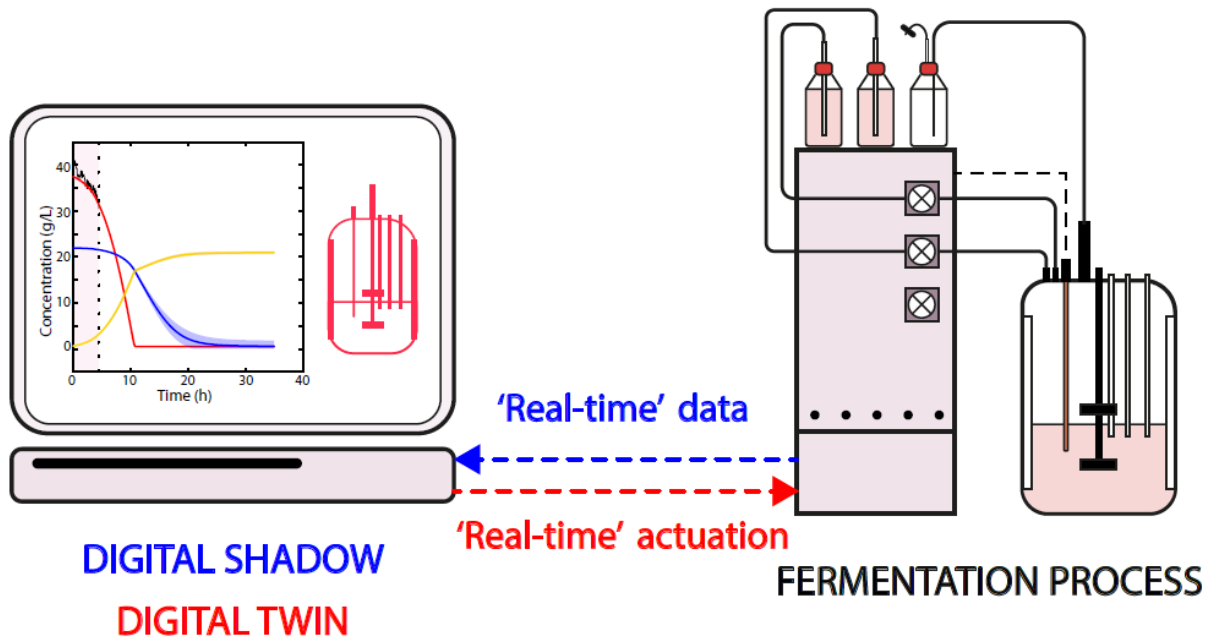 Concentration (g/L)
40
30
20
10
0
0 10 20 30 40
Time (h)
‘Real-time’ data
‘Real-time’ actuation
DIGITAL SHADOW
DIGITAL TWIN
FERMENTATION PROCESS